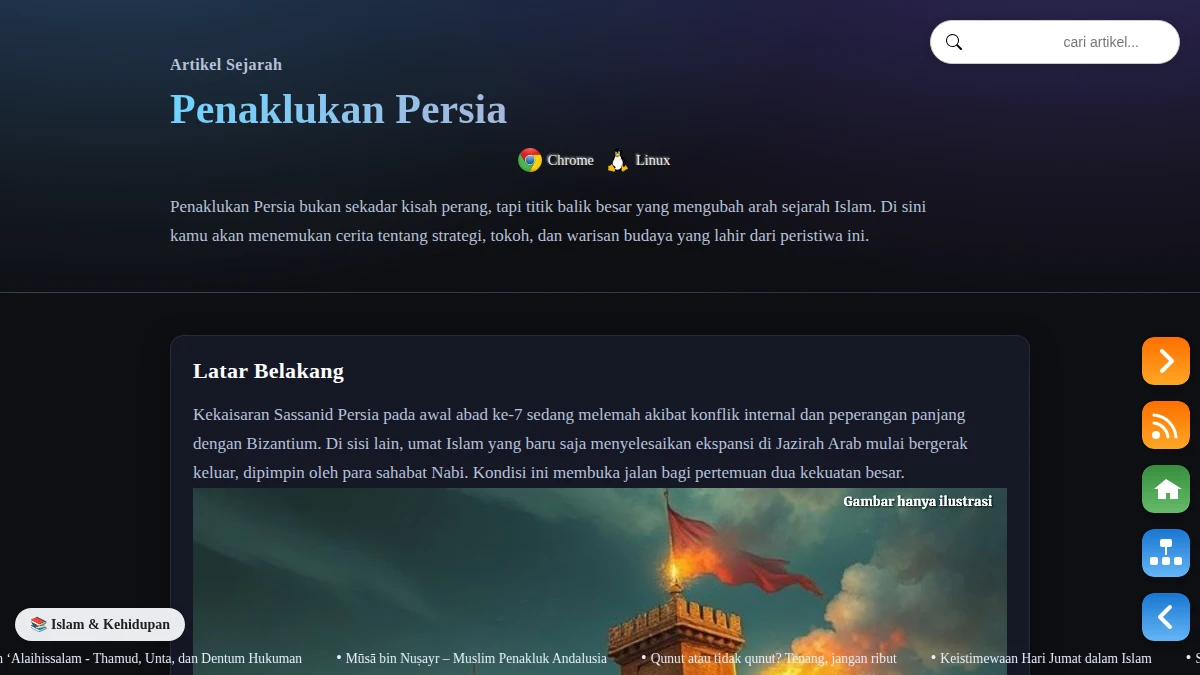 cari artikel...
Artikel Sejarah
Penaklukan Persia
Chrome Linux
Penaklukan Persia bukan sekadar kisah perang, tapi titik balik besar yang mengubah arah sejarah Islam. Di sini
kamu akan menemukan cerita tentang strategi, tokoh, dan warisan budaya yang lahir dari peristiwa ini.
Latar Belakang
Kekaisaran Sassanid Persia pada awal abad ke-7 sedang melemah akibat konflik internal dan peperangan panjang
dengan Bizantium. Di sisi lain, umat Islam yang baru saja menyelesaikan ekspansi di Jazirah Arab mulai bergerak
keluar, dipimpin oleh para sahabat Nabi. Kondisi ini membuka jalan bagi pertemuan dua kekuatan besar.
Gambar hanya ilustrasi
📚 Islam & Kehidupan
‘Alaihissalam - Thamud, Unta, dan Dentum Hukuman • Mūsā bin Nuṣayr – Muslim Penakluk Andalusia • Qunut atau tidak qunut? Tenang, jangan ribut • Keistimewaan Hari Jumat dalam Islam •